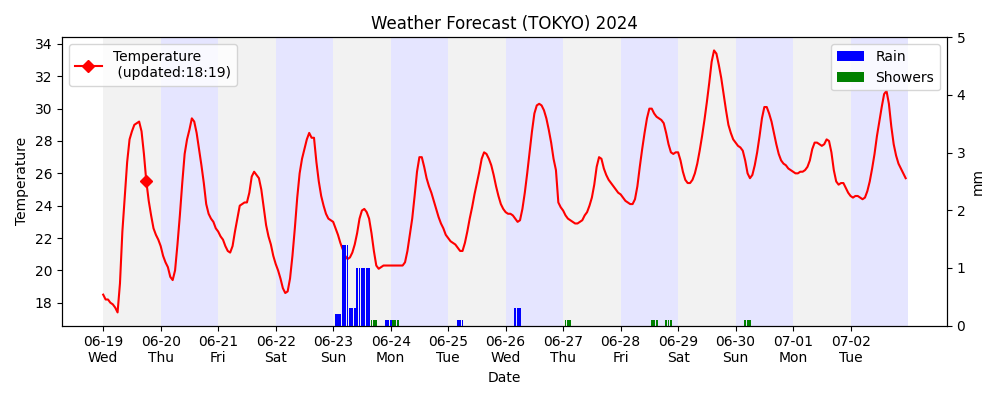 Weather Forecast (TOKYO) 2024
Temperature
(updated:18:19)
Rain
Showers
34
32
30
28
26
24
22
20
18
Temperature
5
4
3
2
1
0
mm
06-19 06-20 06-21 06-22 06-23 06-24 06-25 06-26 06-27 06-28 06-29 06-30 07-01 07-02
Wed Thu Fri Sat Sun Mon Tue Wed Thu Fri Sat Sun Mon Tue
Date